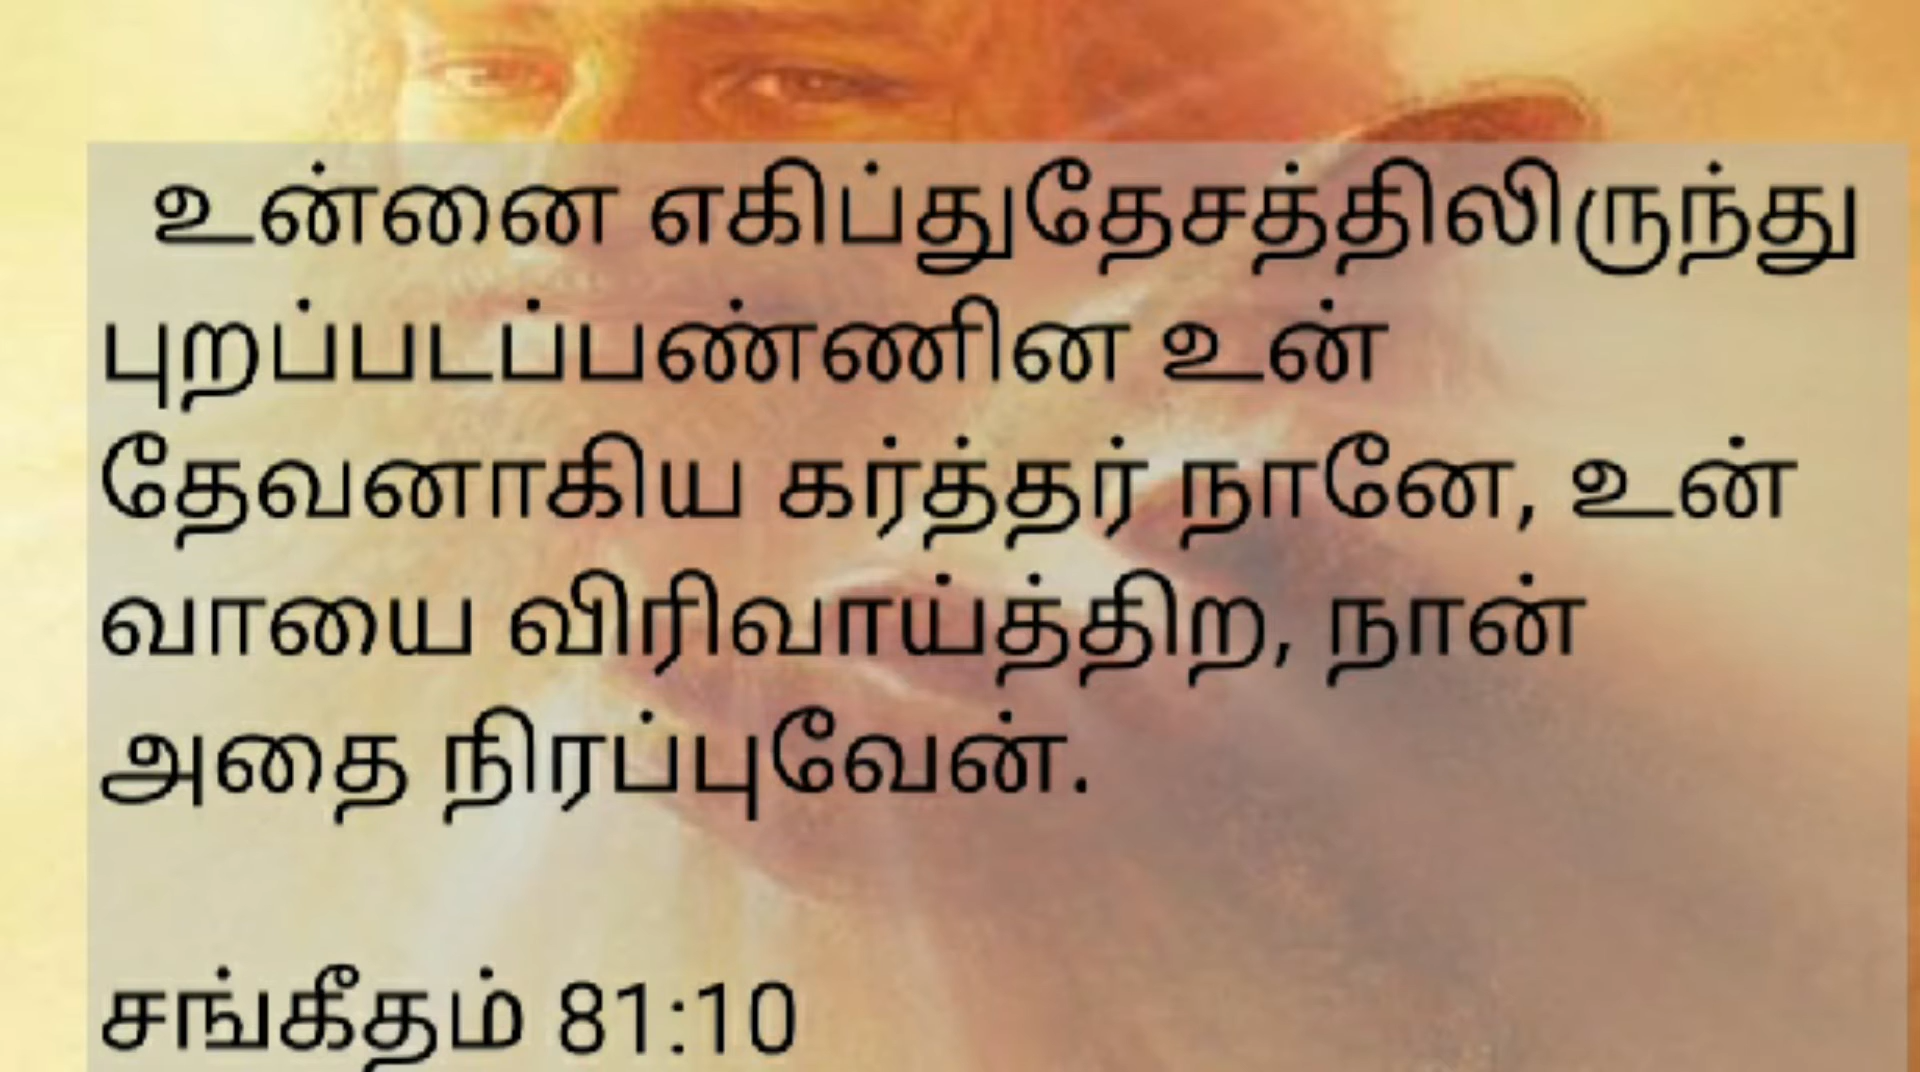 உன்னை எகிப்துதேசத்திலிருந்து
புறப்படப்பண்ணின உன்
தேவனாகிய கர்த்தர் நானே, உன்
வாயை விரிவாய்த்திற, நான்
அதை நிரப்புவேன்.
சங்கீதம் 81:10